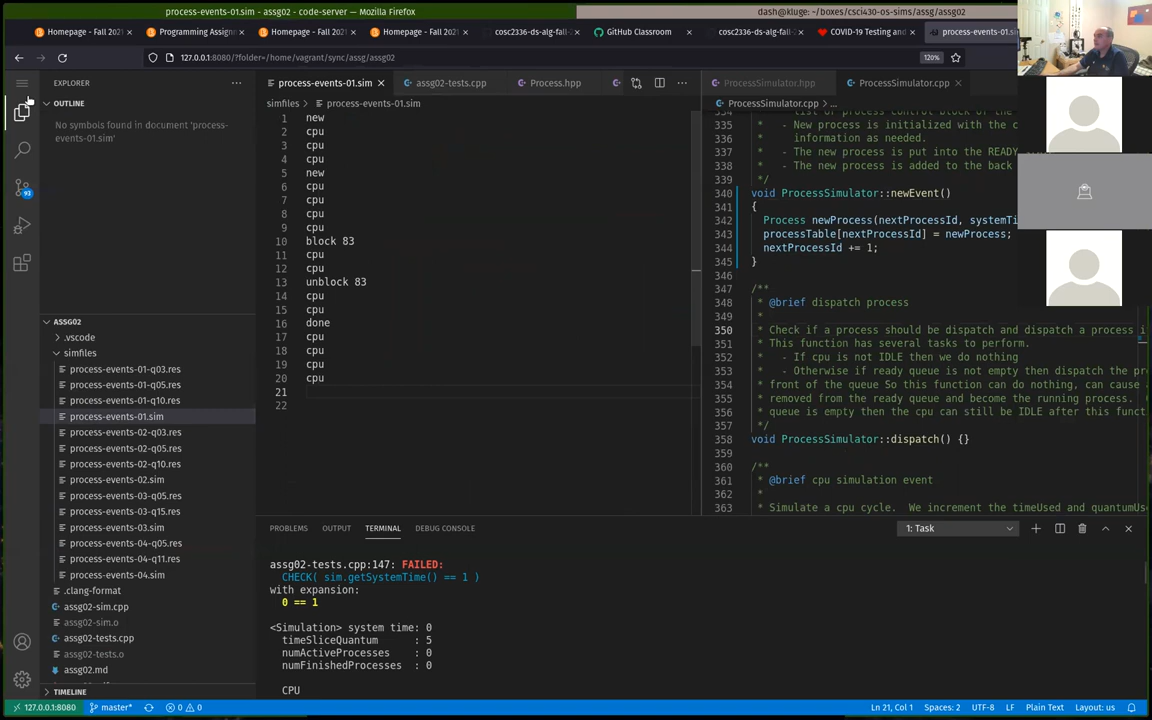 process-events-01.sim - assg02 - code-server — Mozilla Firefox
dash@kluge: ~/boxes/csci430-os-sims/assg/assg02
Homepage - Fall 202
Programming Assign
Homepage - Fall 202
Homepage - Fall 202
cosc2336-ds-alg-fall-2
GitHub Classroom
cosc2336-ds-alg-fall-2
COVID-19 Testing and
process-events-01.sim
127.0.0.1:8080/?folder=/home/vagrant/sync/assg/assg02
120%
EXPLORER
OUTLINE
No symbols found in document 'process-
events-01.sim'
ASSG02
.vscode
simfiles
process-events-01-q03.res
process-events-01-q05.res
process-events-01-q10.res
process-events-01.sim
process-events-02-q03.res
process-events-02-q05.res
process-events-02-q10.res
process-events-02.sim
process-events-03-q05.res
process-events-03-q15.res
process-events-03.sim
process-events-04-q05.res
process-events-04-q11.res
process-events-04.sim
.clang-format
assg02-sim.cpp
assg02-sim.o
assg02-tests.cpp
assg02-tests.o
assg02.md
TIMELINE
process-events-01.sim
assg02-tests.cpp
Process.hpp
simfiles > process-events-01.sim
1 new
2 cpu
3 cpu
4 cpu
5 new
6 cpu
7 cpu
8 cpu
9 cpu
10 block 83
11 cpu
12 cpu
13 unblock 83
14 cpu
15 cpu
16 done
17 cpu
18 cpu
19 cpu
20 cpu
21
22
ProcessSimulator.hpp
ProcessSimulator.cpp
ProcessSimulator.cpp > ...
335 * - New process is initialized with the c
336 * information as needed.
337 * - The new process is put into the READY
338 * - The new process is added to the back
339 */
340 void ProcessSimulator::newEvent()
341 {
342 Process newProcess(nextProcessId, systemTi
343 processTable[nextProcessId] = newProcess;
344 nextProcessId += 1;
345 }
346
347 /**
348 * @brief dispatch process
349 *
350 * Check if a process should be dispatch and dispatch a process i
351 * This function has several tasks to perform.
352 * - If cpu is not IDLE then we do nothing
353 * - Otherwise if ready queue is not empty then dispatch the pr
354 * front of the queue So this function can do nothing, can cause
355 * removed from the ready queue and become the running process.
356 * queue is empty then the cpu can still be IDLE after this funct
357 */
358 void ProcessSimulator::dispatch() {}
359
360 /**
361 * @brief cpu simulation event
362 *
363 * Simulate a cpu cycle. We increment the timeUsed and quantumUs
PROBLEMS
OUTPUT
TERMINAL
DEBUG CONSOLE
1: Task
assg02-tests.cpp:147: FAILED:
CHECK( sim.getSystemTime() == 1 )
with expansion:
0 == 1
<Simulation> system time: 0
timeSliceQuantum : 5
numActiveProcesses : 0
numFinishedProcesses : 0
CPU
127.0.0.1:8080
master*
0
0
Ln 21, Col 1
Spaces: 2
UTF-8
LF
Plain Text
Layout: us